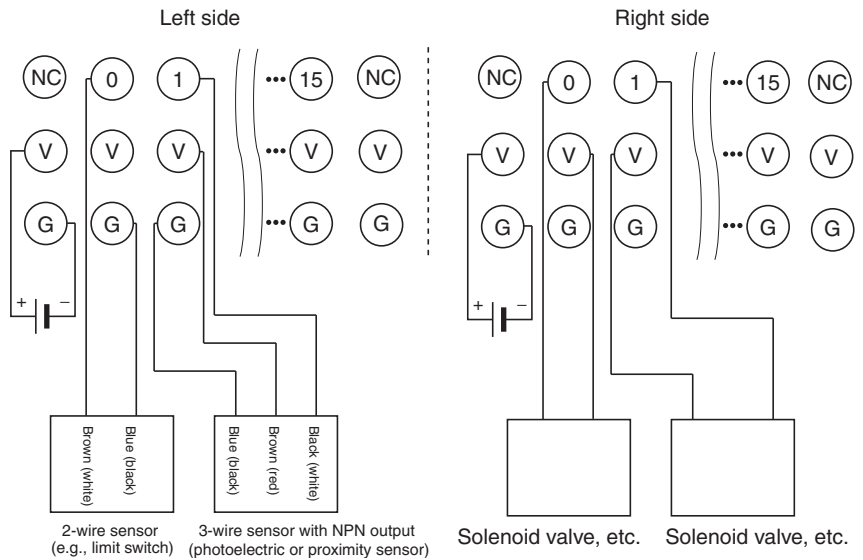 Left side
Right side
NC 0 1 ••• 15 NC
V V V ••• V V
G G G ••• G G
+ −
NC 0 1 ••• 15 NC
V V V ••• V V
G G G ••• G G
+ −
Brown (white)
Blue (black)
Blue (black)
Brown (red)
Black (white)
2-wire sensor
(e.g., limit switch)
3-wire sensor with NPN output
(photoelectric or proximity sensor)
Solenoid valve, etc.
Solenoid valve, etc.